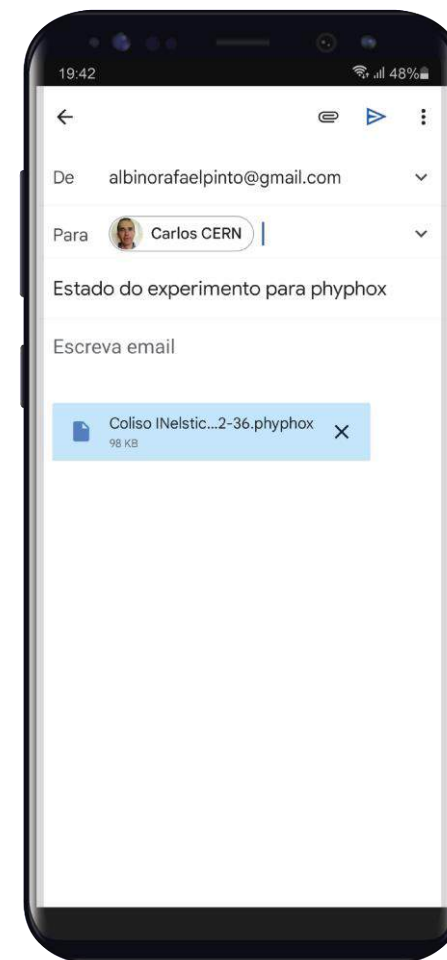 19:42 48%
De albinorafaelpinto@gmail.com
Para Carlos CERN
Estado do experimento para phyphox
Escreva email
Coliso INelstic...2-36.phyphox
98 KB